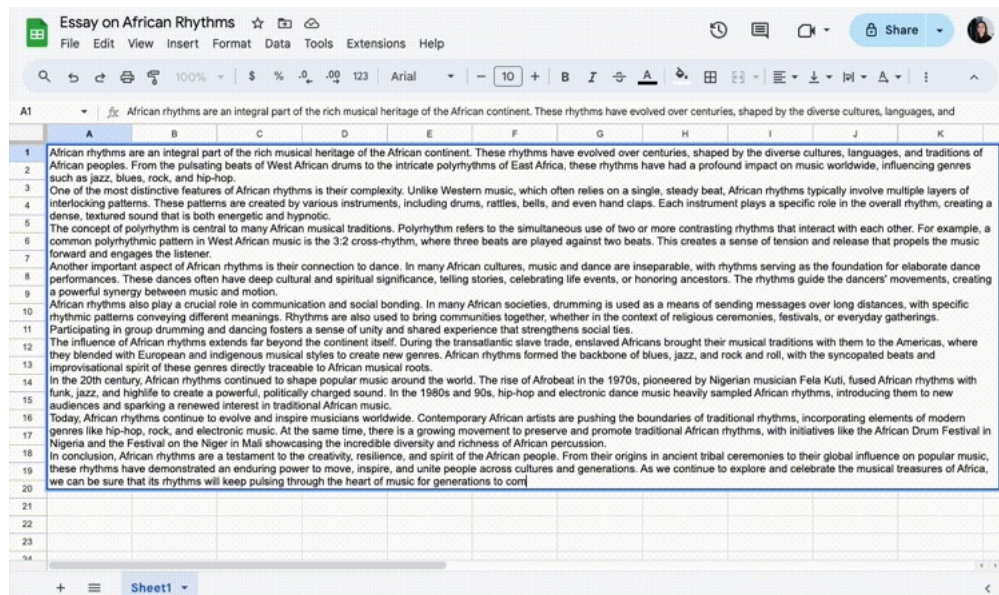 Essay on African Rhythms
File Edit View Insert Format Data Tools Extensions Help
Share
100% $ % .0 .00 123 Arial - 10 + B I A
A1 fx African rhythms are an integral part of the rich musical heritage of the African continent. These rhythms have evolved over centuries, shaped by the diverse cultures, languages, and
A B C D E F G H I J K
1 African rhythms are an integral part of the rich musical heritage of the African continent. These rhythms have evolved over centuries, shaped by the diverse cultures, languages, and traditions of
2 African peoples. From the pulsating beats of West African drums to the intricate polyrhythms of East Africa, these rhythms have had a profound impact on music worldwide, influencing genres
such as jazz, blues, rock, and hip-hop.
3 One of the most distinctive features of African rhythms is their complexity. Unlike Western music, which often relies on a single, steady beat, African rhythms typically involve multiple layers of
4 interlocking patterns. These patterns are created by various instruments, including drums, rattles, bells, and even hand claps. Each instrument plays a specific role in the overall rhythm, creating a
dense, textured sound that is both energetic and hypnotic.
5 The concept of polyrhythm is central to many African musical traditions. Polyrhythm refers to the simultaneous use of two or more contrasting rhythms that interact with each other. For example, a
6 common polyrhythmic pattern in West African music is the 3:2 cross-rhythm, where three beats are played against two beats. This creates a sense of tension and release that propels the music
7 forward and engages the listener.
Another important aspect of African rhythms is their connection to dance. In many African cultures, music and dance are inseparable, with rhythms serving as the foundation for elaborate dance
8 performances. These dances often have deep cultural and spiritual significance, telling stories, celebrating life events, or honoring ancestors. The rhythms guide the dancers' movements, creating
9 a powerful synergy between music and motion.
African rhythms also play a crucial role in communication and social bonding. In many African societies, drumming is used as a means of sending messages over long distances, with specific
10 rhythmic patterns conveying different meanings. Rhythms are also used to bring communities together, whether in the context of religious ceremonies, festivals, or everyday gatherings.
11 Participating in group drumming and dancing fosters a sense of unity and shared experience that strengthens social ties.
12 The influence of African rhythms extends far beyond the continent itself. During the transatlantic slave trade, enslaved Africans brought their musical traditions with them to the Americas, where
they blended with European and indigenous musical styles to create new genres. African rhythms formed the backbone of blues, jazz, and rock and roll, with the syncopated beats and
13 improvisational spirit of these genres directly traceable to African musical roots.
14 In the 20th century, African rhythms continued to shape popular music around the world. The rise of Afrobeat in the 1970s, pioneered by Nigerian musician Fela Kuti, fused African rhythms with
15 funk, jazz, and highlife to create a powerful, politically charged sound. In the 1980s and 90s, hip-hop and electronic dance music heavily sampled African rhythms, introducing them to new
audiences and sparking a renewed interest in traditional African music.
16 Today, African rhythms continue to evolve and inspire musicians worldwide. Contemporary African artists are pushing the boundaries of traditional rhythms, incorporating elements of modern
17 genres like hip-hop, rock, and electronic music. At the same time, there is a growing movement to preserve and promote traditional African rhythms, with initiatives like the African Drum Festival in
Nigeria and the Festival on the Niger in Mali showcasing the incredible diversity and richness of African percussion.
18 In conclusion, African rhythms are a testament to the creativity, resilience, and spirit of the African people. From their origins in ancient tribal ceremonies to their global influence on popular music,
19 these rhythms have demonstrated an enduring power to move, inspire, and unite people across cultures and generations. As we continue to explore and celebrate the musical treasures of Africa,
20 we can be sure that its rhythms will keep pulsing through the heart of music for generations to com
21
22
23
24
+ Sheet1